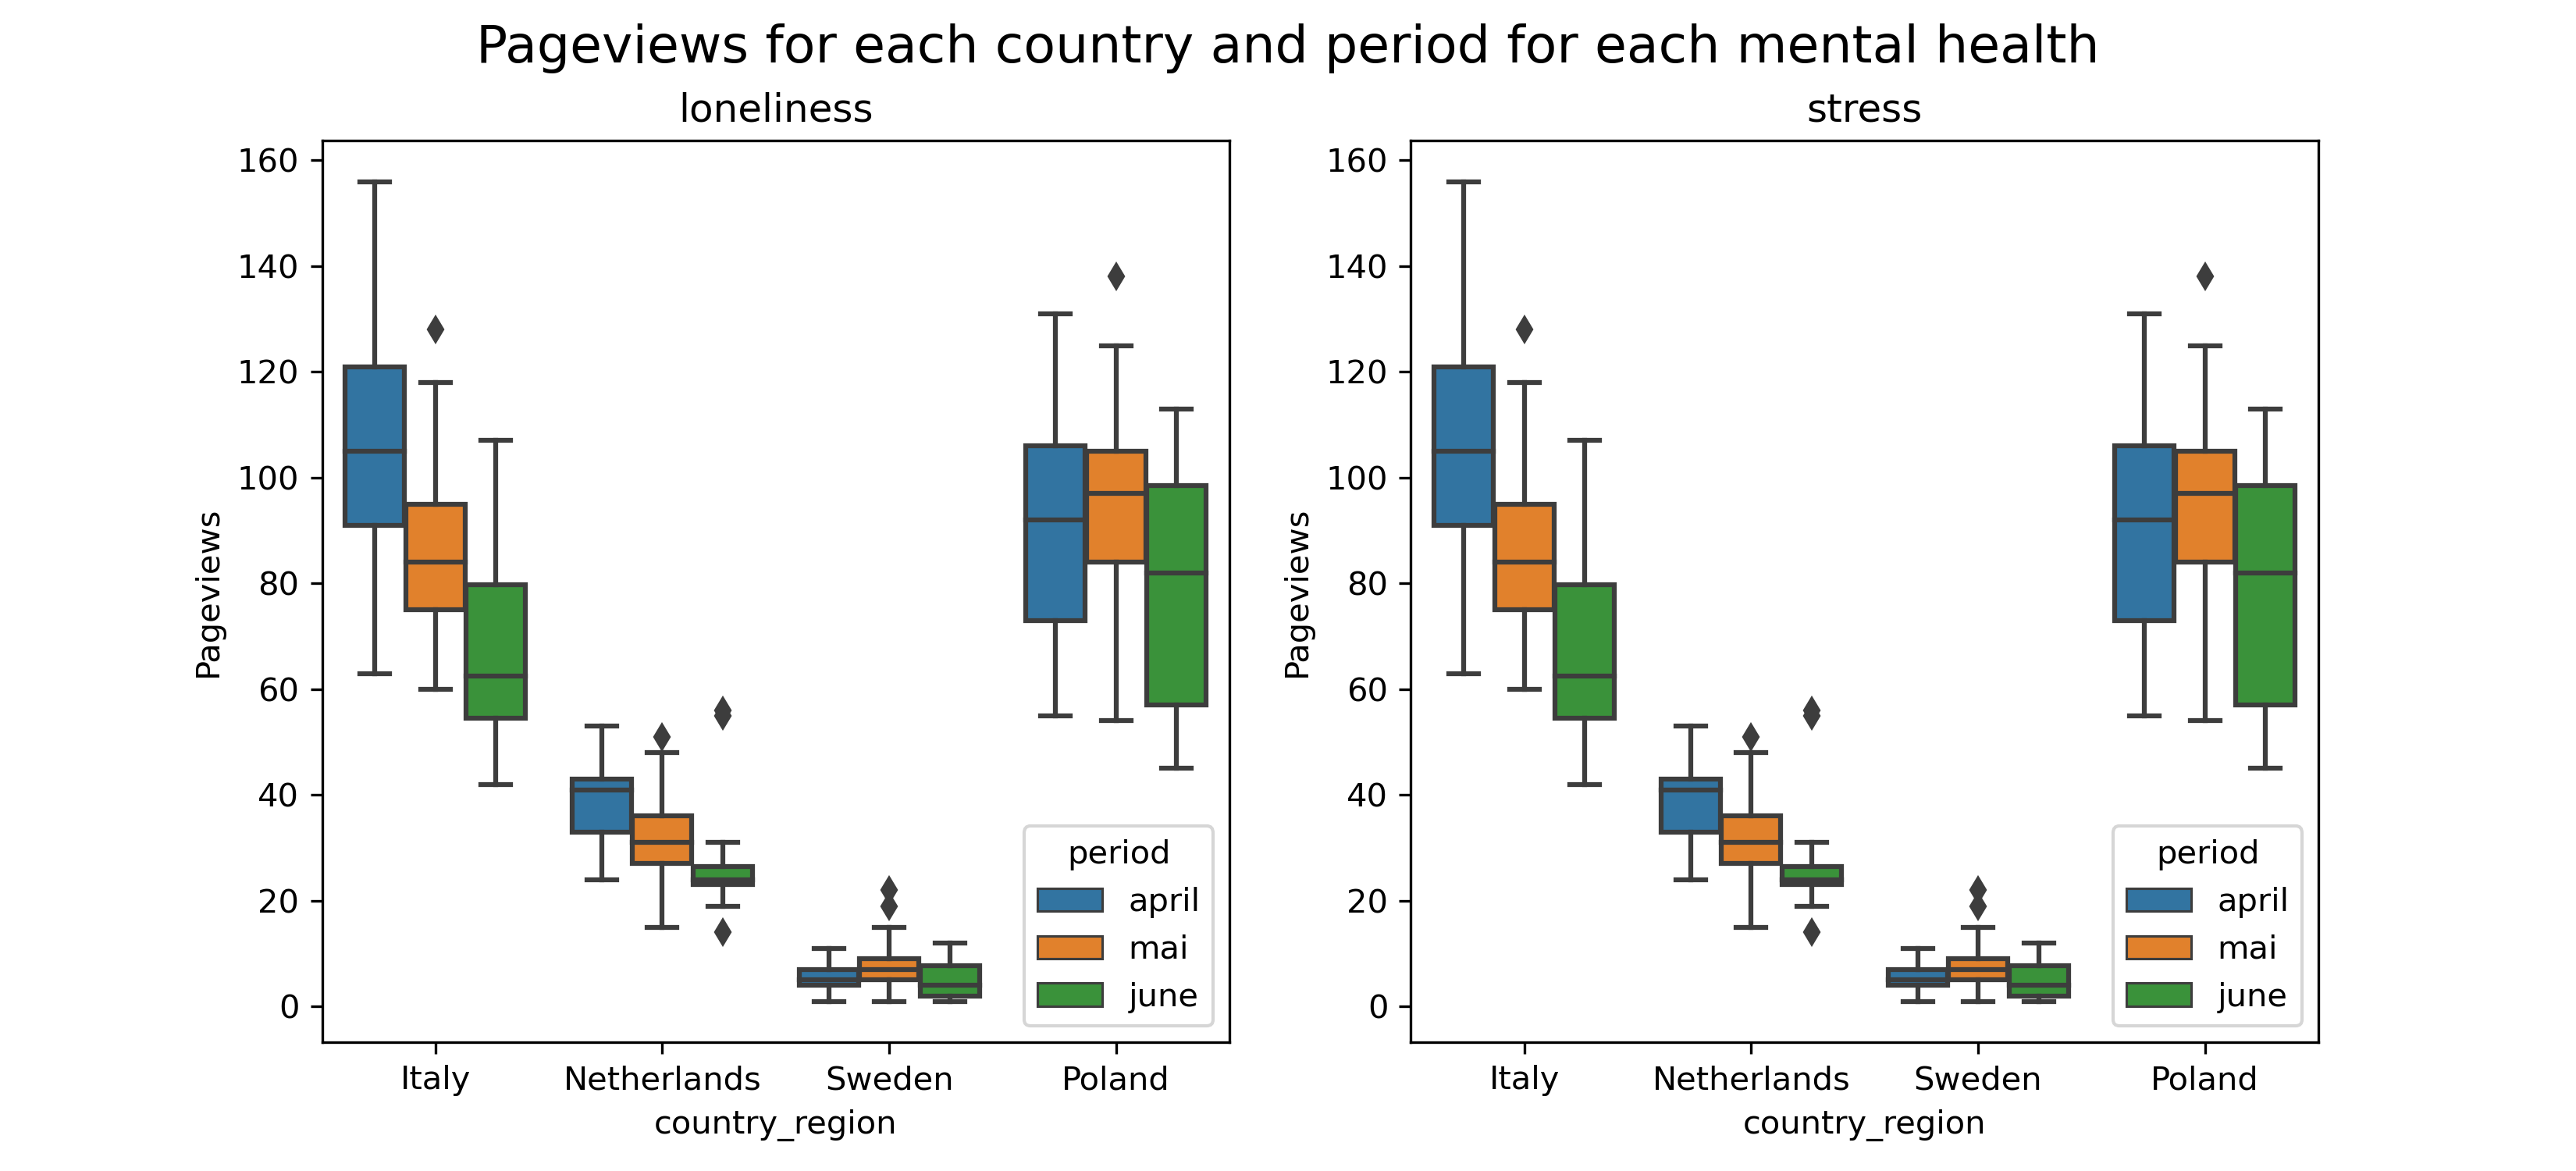 Pageviews for each country and period for each mental health
loneliness
160
140
120
100
80
60
40
20
0
Pageviews
Italy Netherlands Sweden Poland
country_region
period
april
mai
june
stress
160
140
120
100
80
60
40
20
0
Pageviews
Italy Netherlands Sweden Poland
country_region
period
april
mai
june